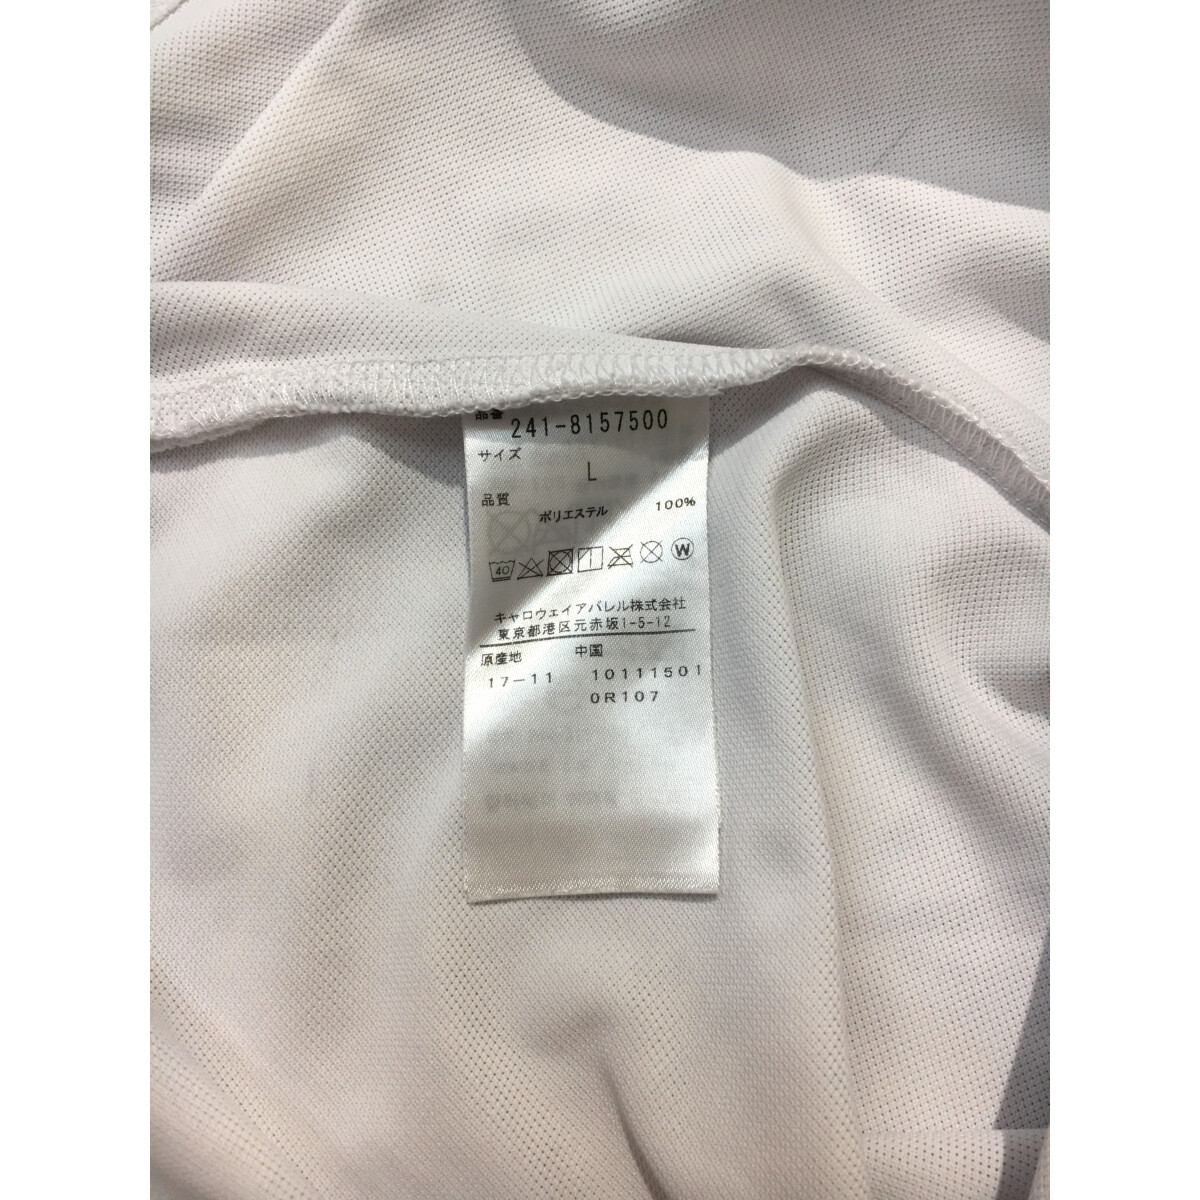 品番
241-8157500
サイズ
L
品質
ポリエステル 100%
40 W
キャロウェイアパレル株式会社
東京都港区元赤坂1-5-12
原産地 中国
17-11 10111501
0R107